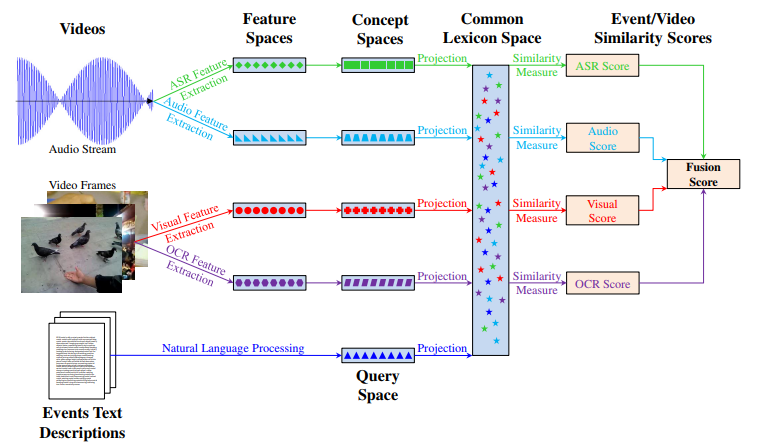 Videos
Feature
Spaces
Concept
Spaces
Common
Lexicon Space
Event/Video
Similarity Scores
ASR Feature
Extraction
Projection
Similarity
Measure
ASR Score
Audio Feature
Extraction
Projection
Similarity
Measure
Audio
Score
Audio Stream
Fusion
Score
Video Frames
Visual Feature
Extraction
Projection
Similarity
Measure
Visual
Score
OCR Feature
Extraction
Projection
Similarity
Measure
OCR Score
Natural Language Processing
Projection
Query
Space
Events Text
Descriptions